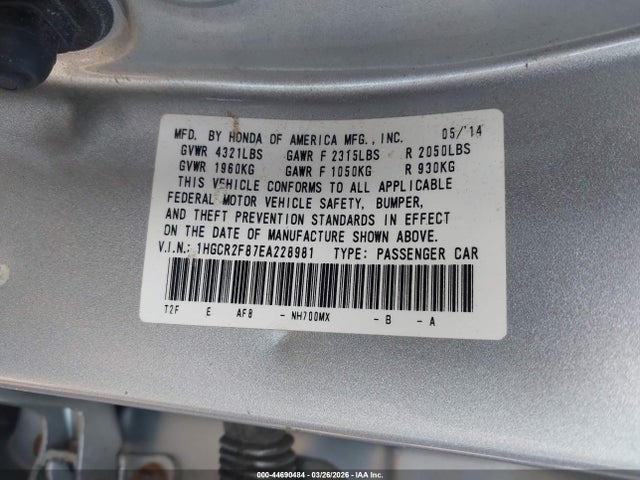 MFD. BY HONDA OF AMERICA MFG., INC. 05/'14
GVWR 4321LBS GAWR F 2315LBS R 2050LBS
GVWR 1960KG GAWR F 1050KG R 930KG
THIS VEHICLE CONFORMS TO ALL APPLICABLE
FEDERAL MOTOR VEHICLE SAFETY, BUMPER,
AND THEFT PREVENTION STANDARDS IN EFFECT
ON THE DATE OF MANUFACTURE SHOWN ABOVE.
V.I.N.: 1HGCR2F87EA228981 TYPE: PASSENGER CAR
T2F E AF8 - NH700MX - B - A
000-44690484 | 03/26/2026 | IAA Inc.